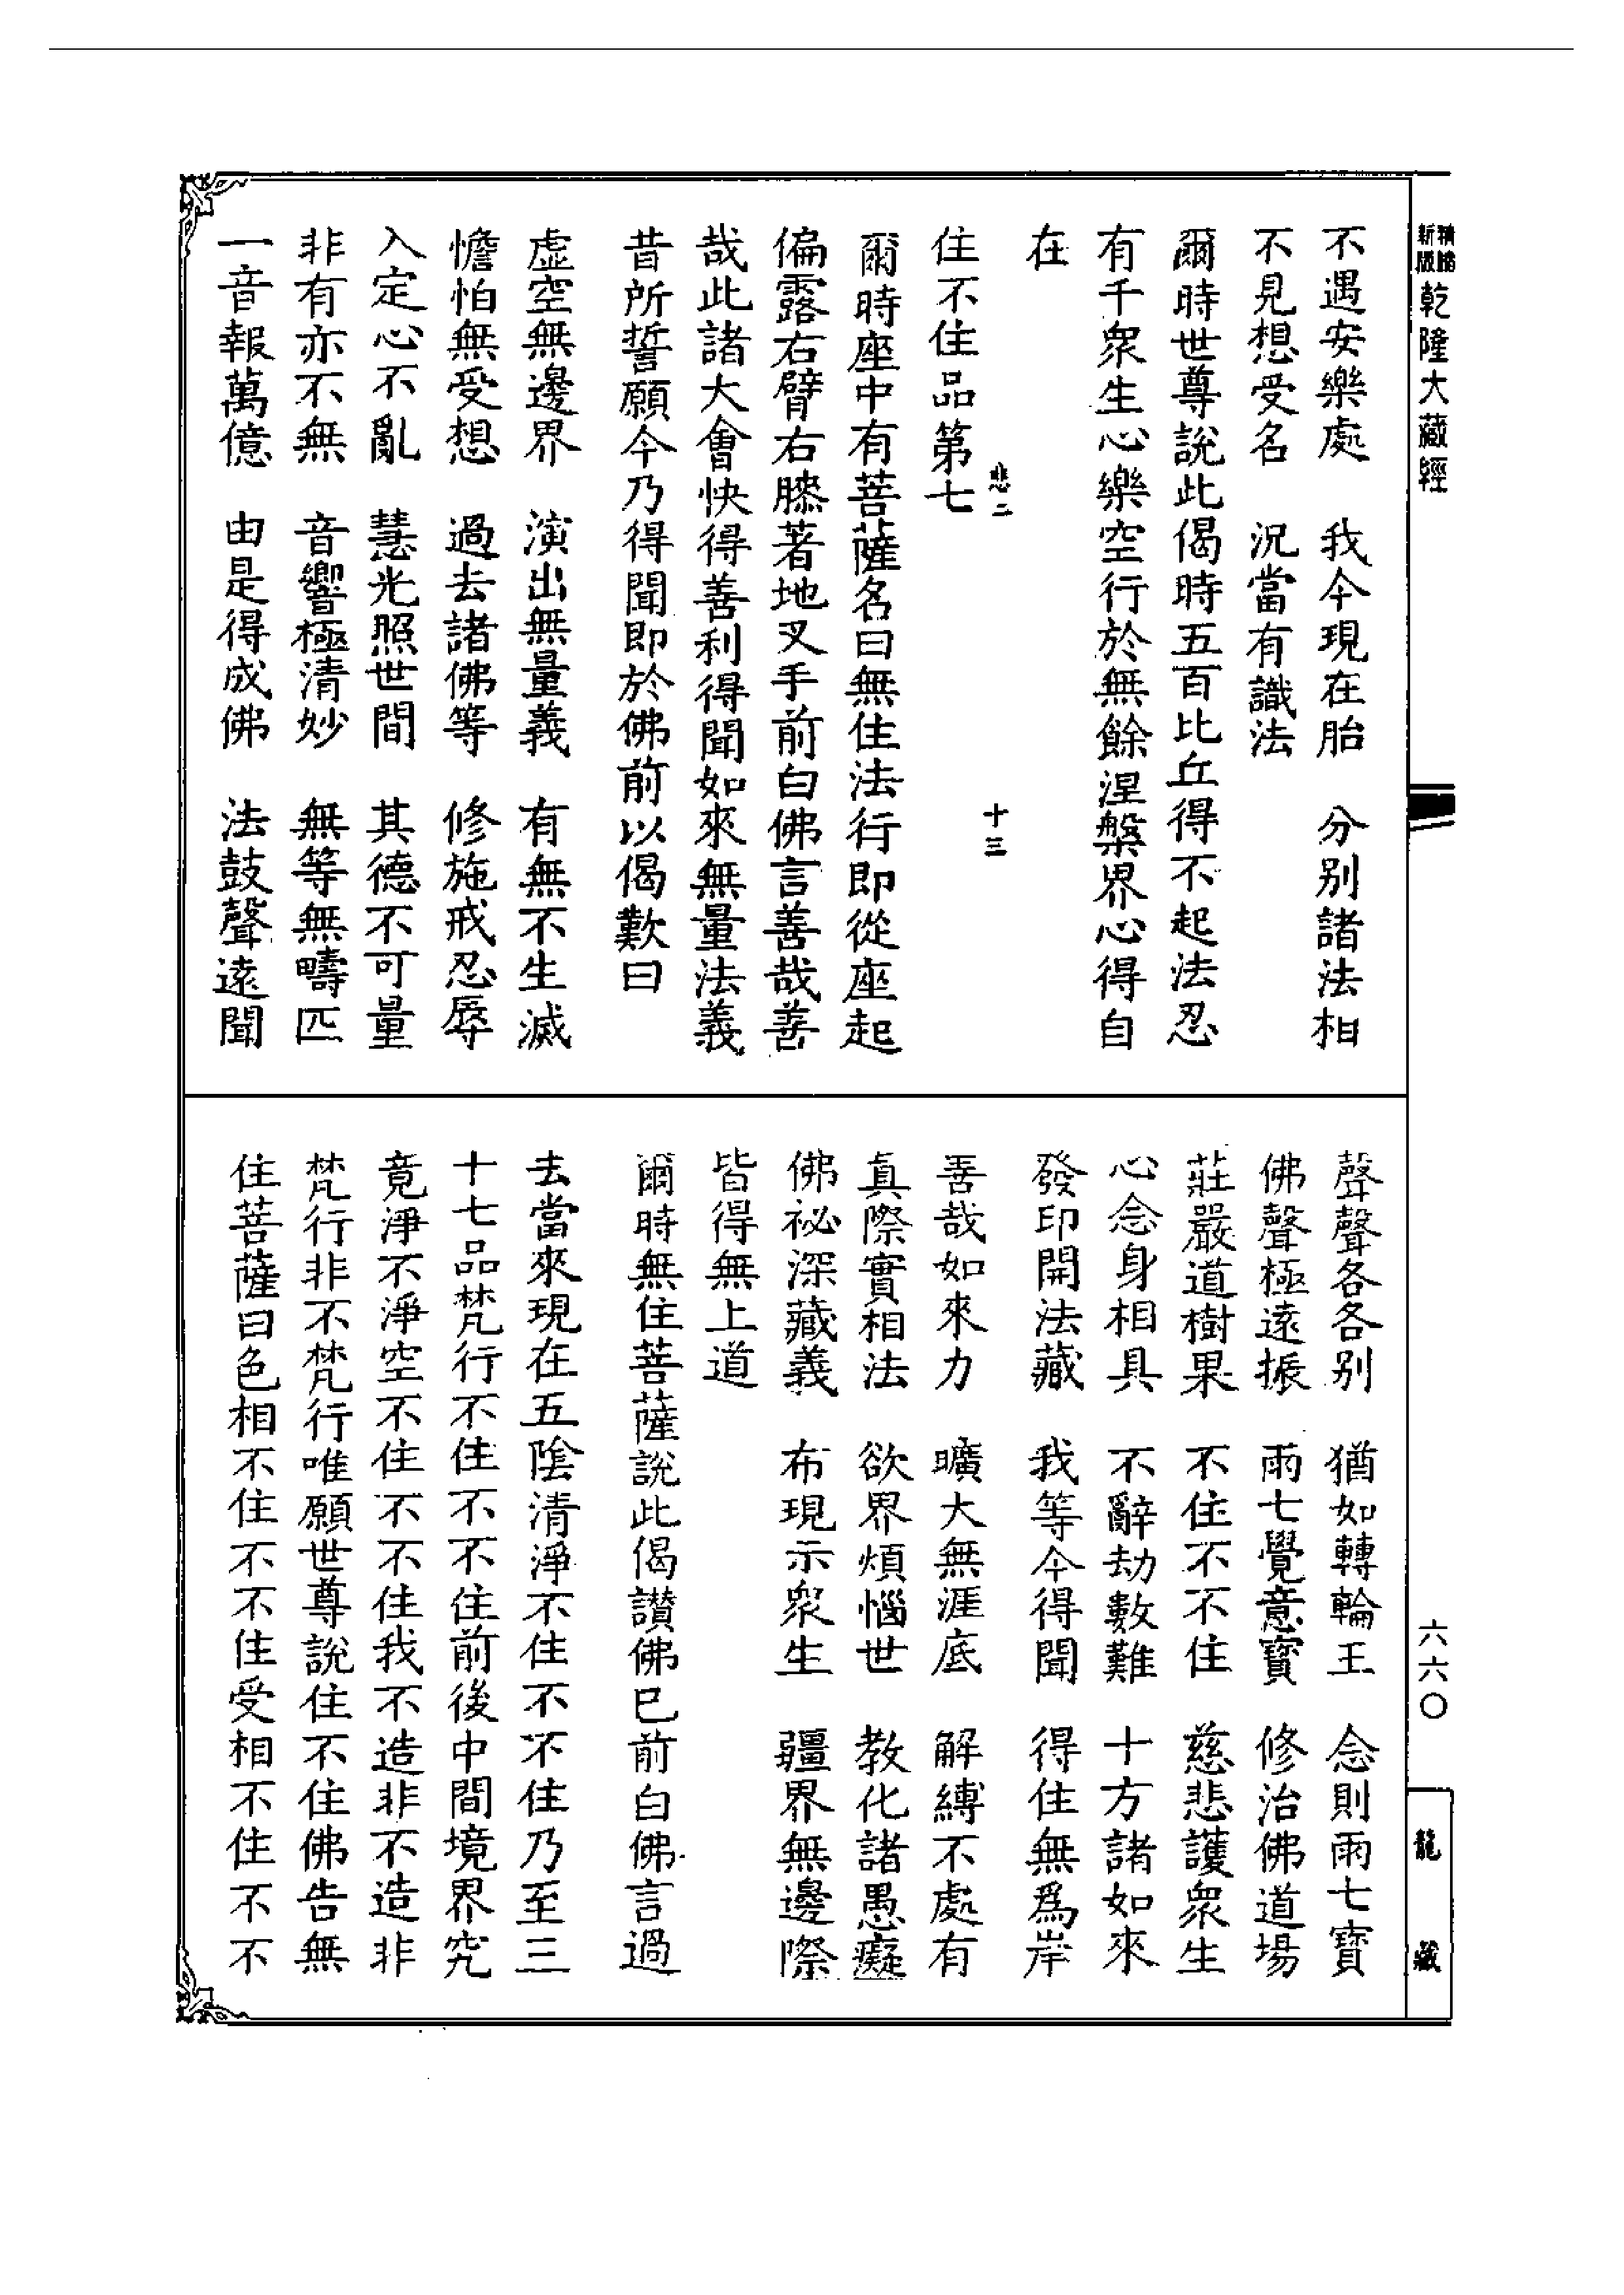 新版
精縮
乾隆大藏經
不遇安樂處　我今現在胎　分別諸法相
不見想受名　況當有識法
爾時世尊說此偈時五百比丘得不起法忍
有千衆生心樂空行於無餘涅槃界心得自
在
悲二　十三
住不住品第七
爾時座中有菩薩名曰無住法行即從座起
偏露右臂右膝著地叉手前白佛言善哉善
哉此諸大會快得善利得聞如來無量法義
昔所誓願今乃得聞即於佛前以偈歎曰
虛空無邊界　演出無量義　有無不生滅
憺怕無受想　過去諸佛等　修施戒忍辱
入定心不亂　慧光照世間　其德不可量
非有亦不無　音響極清妙　無等無疇匹
一音報萬億　由是得成佛　法鼓聲遠聞
聲聲各各別　猶如轉輪王　念則雨七寶
佛聲極遠振　雨七覺意寶　修治佛道場
莊嚴道樹果　不住不不住　慈悲護衆生
心念身相具　不辭劫數難　十方諸如來
發印開法藏　我等今得聞　得住無爲岸
善哉如來力　曠大無涯底　解縛不處有
真際實相法　欲界煩惱世　教化諸愚癡
佛祕深藏義　布現示衆生　疆界無邊際
皆得無上道
爾時無住菩薩說此偈讃佛已前白佛言過
去當來現在五陰清淨不住不不住乃至三
十七品梵行不住不不住前後中間境界究
竟淨不淨空不住不不住我不造非不造非
梵行非不梵行唯願世尊說住不住佛告無
住菩薩曰色相不住不不住受相不住不不
六六〇
龍藏